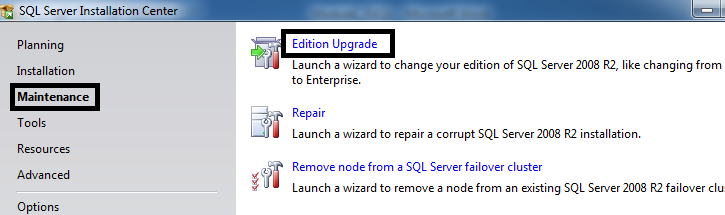 SQL Server Installation Center
Planning
Installation
Maintenance
Tools
Resources
Advanced
Options
Edition Upgrade
Launch a wizard to change your edition of SQL Server 2008 R2, like changing from
to Enterprise.
Repair
Launch a wizard to repair a corrupt SQL Server 2008 R2 installation.
Remove node from a SQL Server failover cluster
Launch a wizard to remove a node from an existing SQL Server 2008 R2 failover